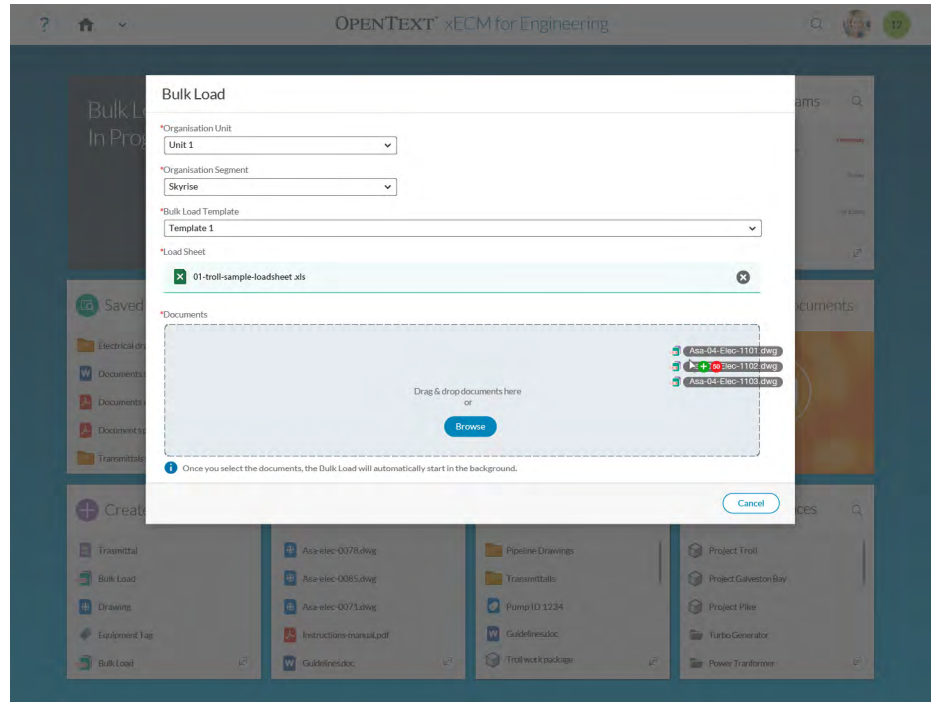 ?
OPENTEXT™ xECM for Engineering
12
Bulk L
In Prog
ams
Bulk Load
*Organisation Unit
Unit 1
*Organisation Segment
Skyrise
*Bulk Load Template
Template 1
*Load Sheet
01-troll-sample-loadsheet .xls
*Documents
Asa-04-Elec-1101.dwg
50 Elec-1102.dwg
Asa-04-Elec-1103.dwg
Drag & drop documents here
or
Browse
Once you select the documents, the Bulk Load will automatically start in the background.
Cancel
Saved
Electrical dr
Documents
Documents
Document sp
Transmittals
cuments
Create
Trasmittal
Bulk Load
Drawing
Equipment Tag
Bulk Load
Asa-elec-0078.dwg
Asa-elec-0085.dwg
Asa-elec-0071.dwg
Instructions-manual.pdf
Guidelines.doc
Pipeline Drawings
Transmittalls
Pump ID 1234
Guidelines.doc
Troll work package
ces
Project Troll
Project Galveston Bay
Project Pike
Turbo Generator
Power Tranformer